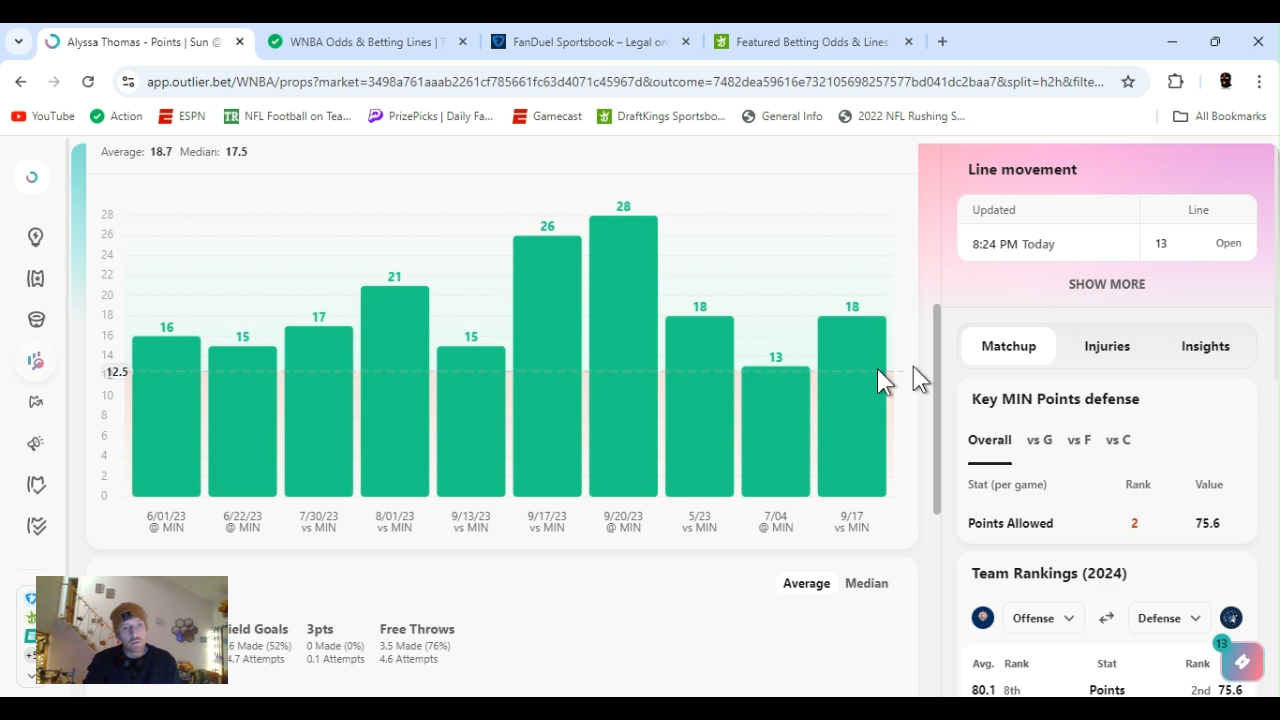 Alyssa Thomas - Points | Sun @
WNBA Odds & Betting Lines |
FanDuel Sportsbook – Legal on
Featured Betting Odds & Lines
app.outlier.bet/WNBA/props?market=3498a761aaab2261cf785661fc63d4071c45967d&outcome=7482dea59616e732105698257577bd041dc2baa7&split=h2h&filte...
YouTube
Action
ESPN
NFL Football on Tea...
PrizePicks | Daily Fa...
Gamecast
DraftKings Sportsbo...
General Info
2022 NFL Rushing S...
All Bookmarks
Average: 18.7 Median: 17.5
28
26
24
22
20
18
16
14
12.5
10
8
6
4
2
0
16
15
17
21
15
26
28
18
13
18
6/01/23
@ MIN
6/22/23
@ MIN
7/30/23
vs MIN
8/01/23
vs MIN
9/13/23
vs MIN
9/17/23
vs MIN
9/20/23
@ MIN
5/23
vs MIN
7/04
@ MIN
9/17
vs MIN
Average Median
ield Goals 3pts Free Throws
.6 Made (52%) 0 Made (0%) 3.5 Made (76%)
4.7 Attempts 0.1 Attempts 4.6 Attempts
Line movement
Updated Line
8:24 PM Today 13 Open
SHOW MORE
Matchup Injuries Insights
Key MIN Points defense
Overall vs G vs F vs C
Stat (per game) Rank Value
Points Allowed 2 75.6
Team Rankings (2024)
Offense Defense
13
Avg. Rank Stat Rank
80.1 8th Points 2nd 75.6